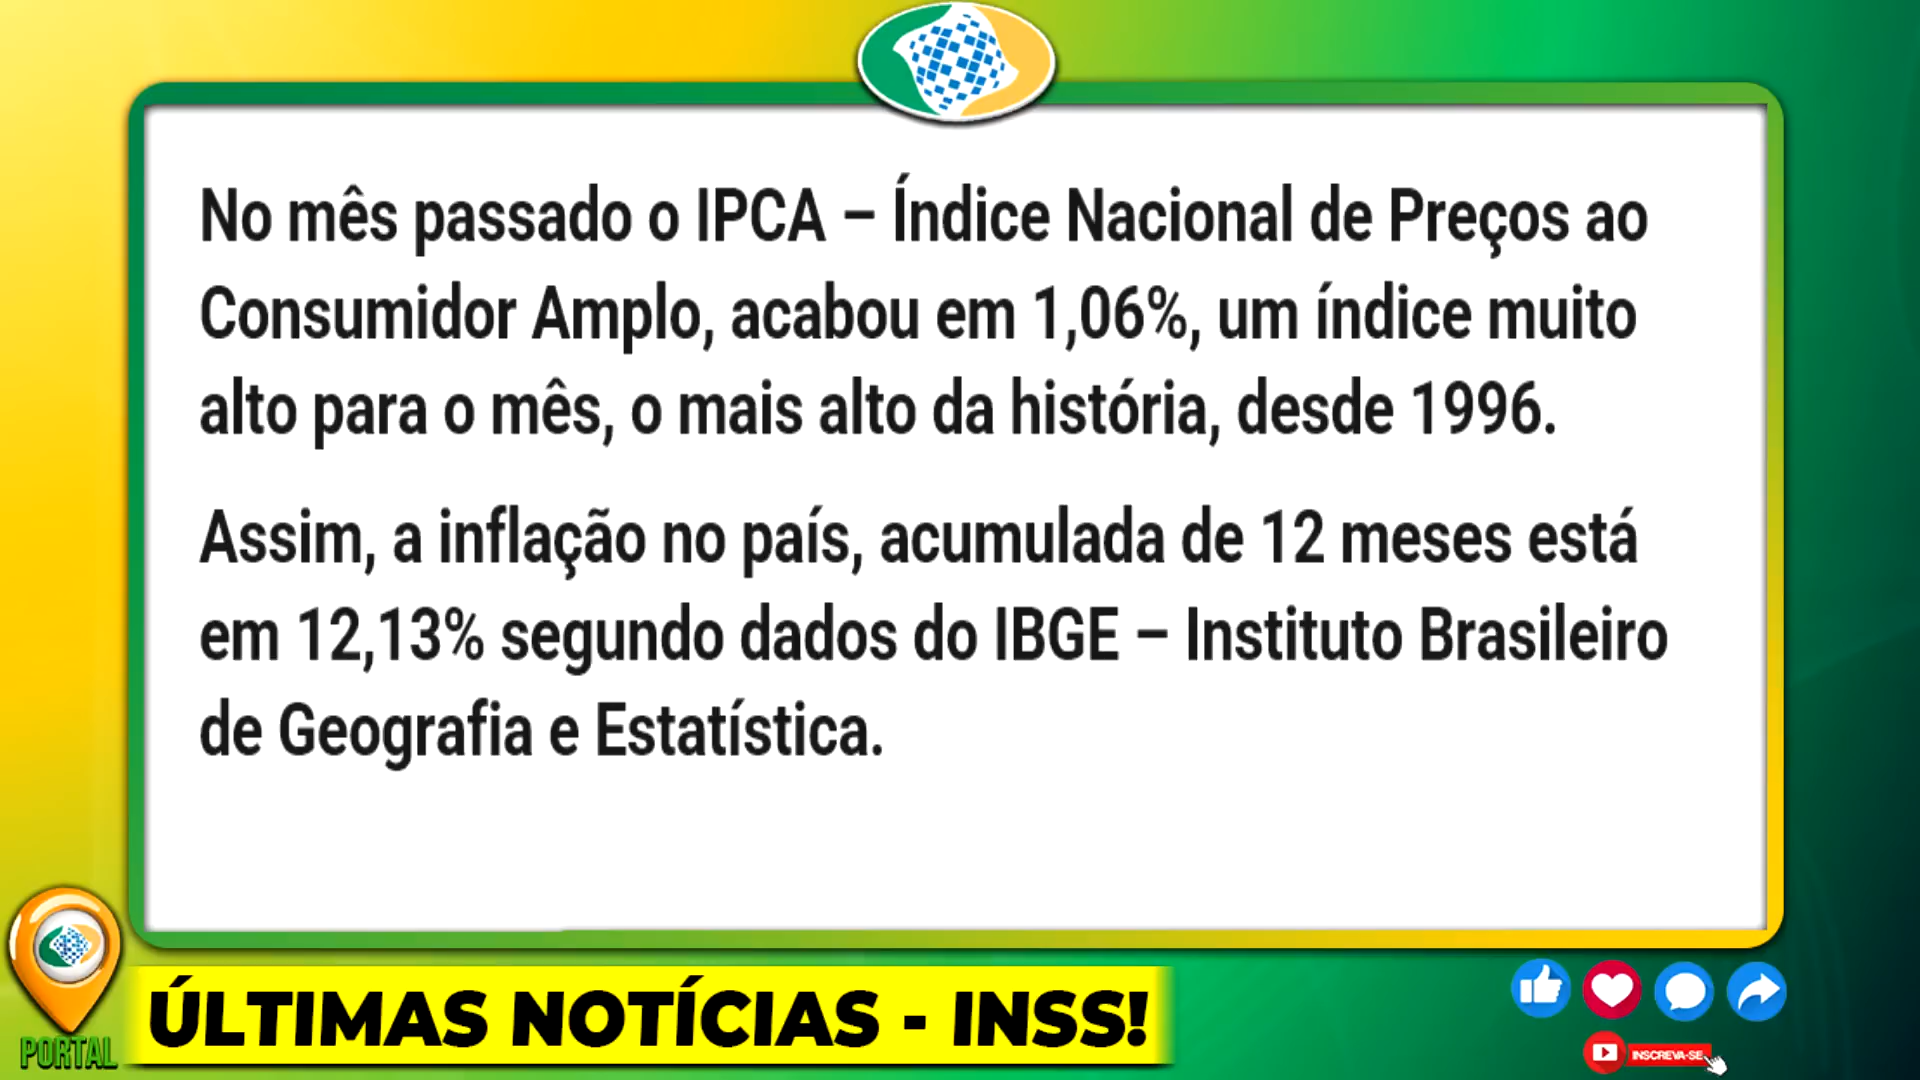 No mês passado o IPCA – Índice Nacional de Preços ao
Consumidor Amplo, acabou em 1,06%, um índice muito
alto para o mês, o mais alto da história, desde 1996.
Assim, a inflação no país, acumulada de 12 meses está
em 12,13% segundo dados do IBGE – Instituto Brasileiro
de Geografia e Estatística.
PORTAL
ÚLTIMAS NOTÍCIAS - INSS!
INSCREVA-SE